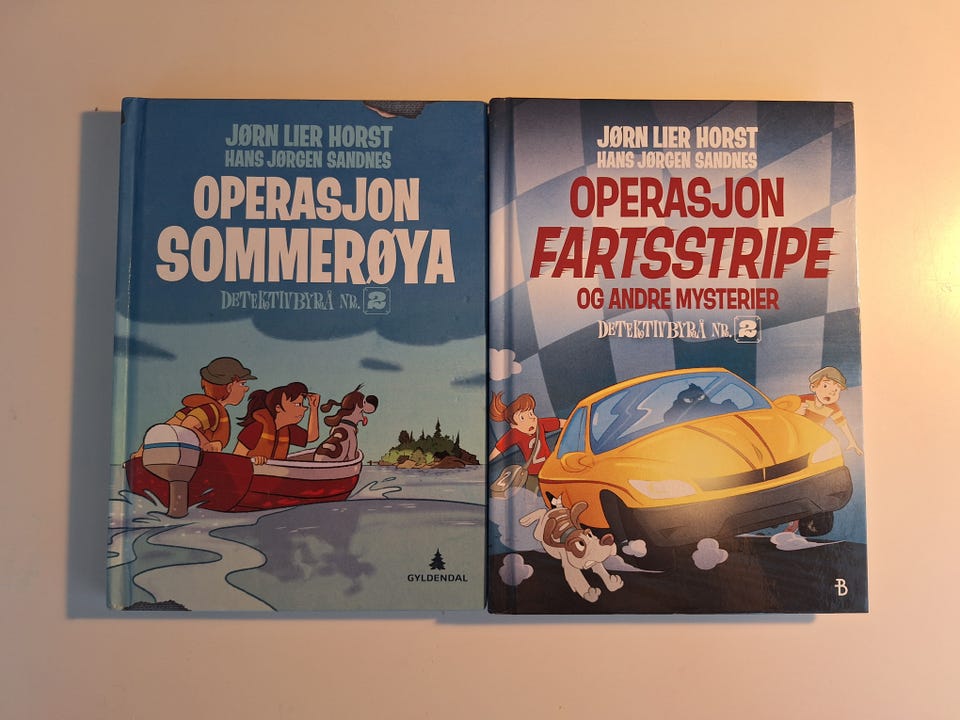 JØRN LIER HORST
HANS JØRGEN SANDNES
OPERASJON
SOMMERØYA
DETEKTIVBYRÅ NR. 2
GYLDENDAL
JØRN LIER HORST
HANS JØRGEN SANDNES
OPERASJON
FARTSSTRIPE
OG ANDRE MYSTERIER
DETEKTIVBYRÅ NR. 2
2
B